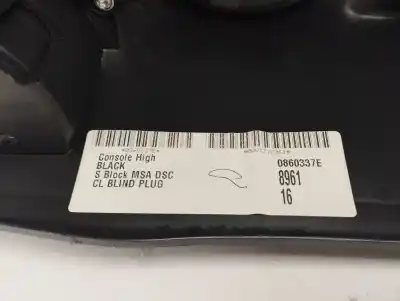 Console High
BLACK
S Block MSA DSC
CL BLIND PLUG
0860337E
8961
16